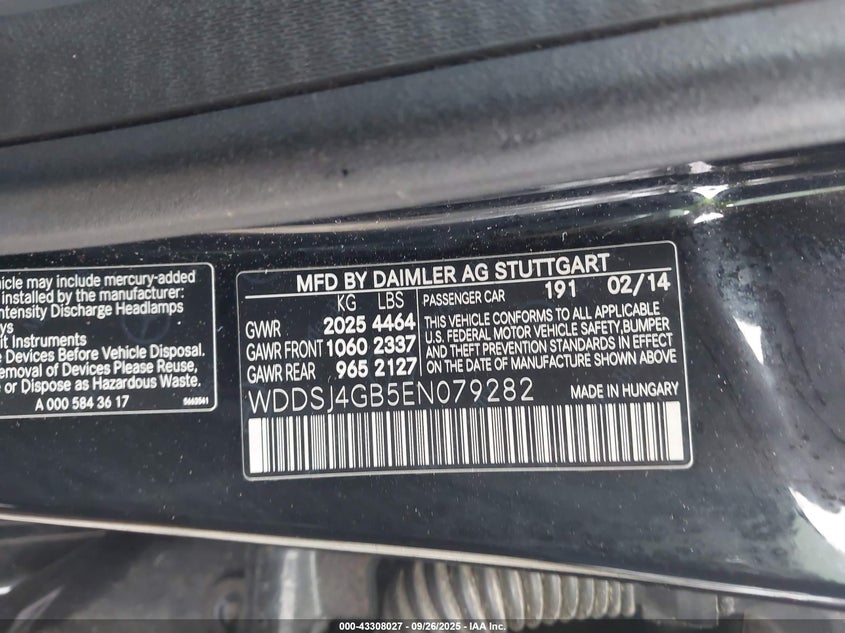 hicle may include mercury-added
installed by the manufacturer:
ntensity Discharge Headlamps
ys
it Instruments
e Devices Before Vehicle Disposal.
Removal of Devices Please Reuse,
e or Dispose as Hazardous Waste.
A 000 584 36 17
MFD BY DAIMLER AG STUTTGART
KG LBS
GVWR 2025 4464
GAWR FRONT 1060 2337
GAWR REAR 965 2127
PASSENGER CAR 191 02/14
THIS VEHICLE CONFORMS TO ALL APPLICABLE
U.S. FEDERAL MOTOR VEHICLE SAFETY, BUMPER
AND THEFT PREVENTION STANDARDS IN EFFECT
ON THE DATE OF MANUFACTURE SHOWN ABOVE
WDDSJ4GB5EN079282 MADE IN HUNGARY
000-43308027 - 09/26/2025 - IAA Inc.